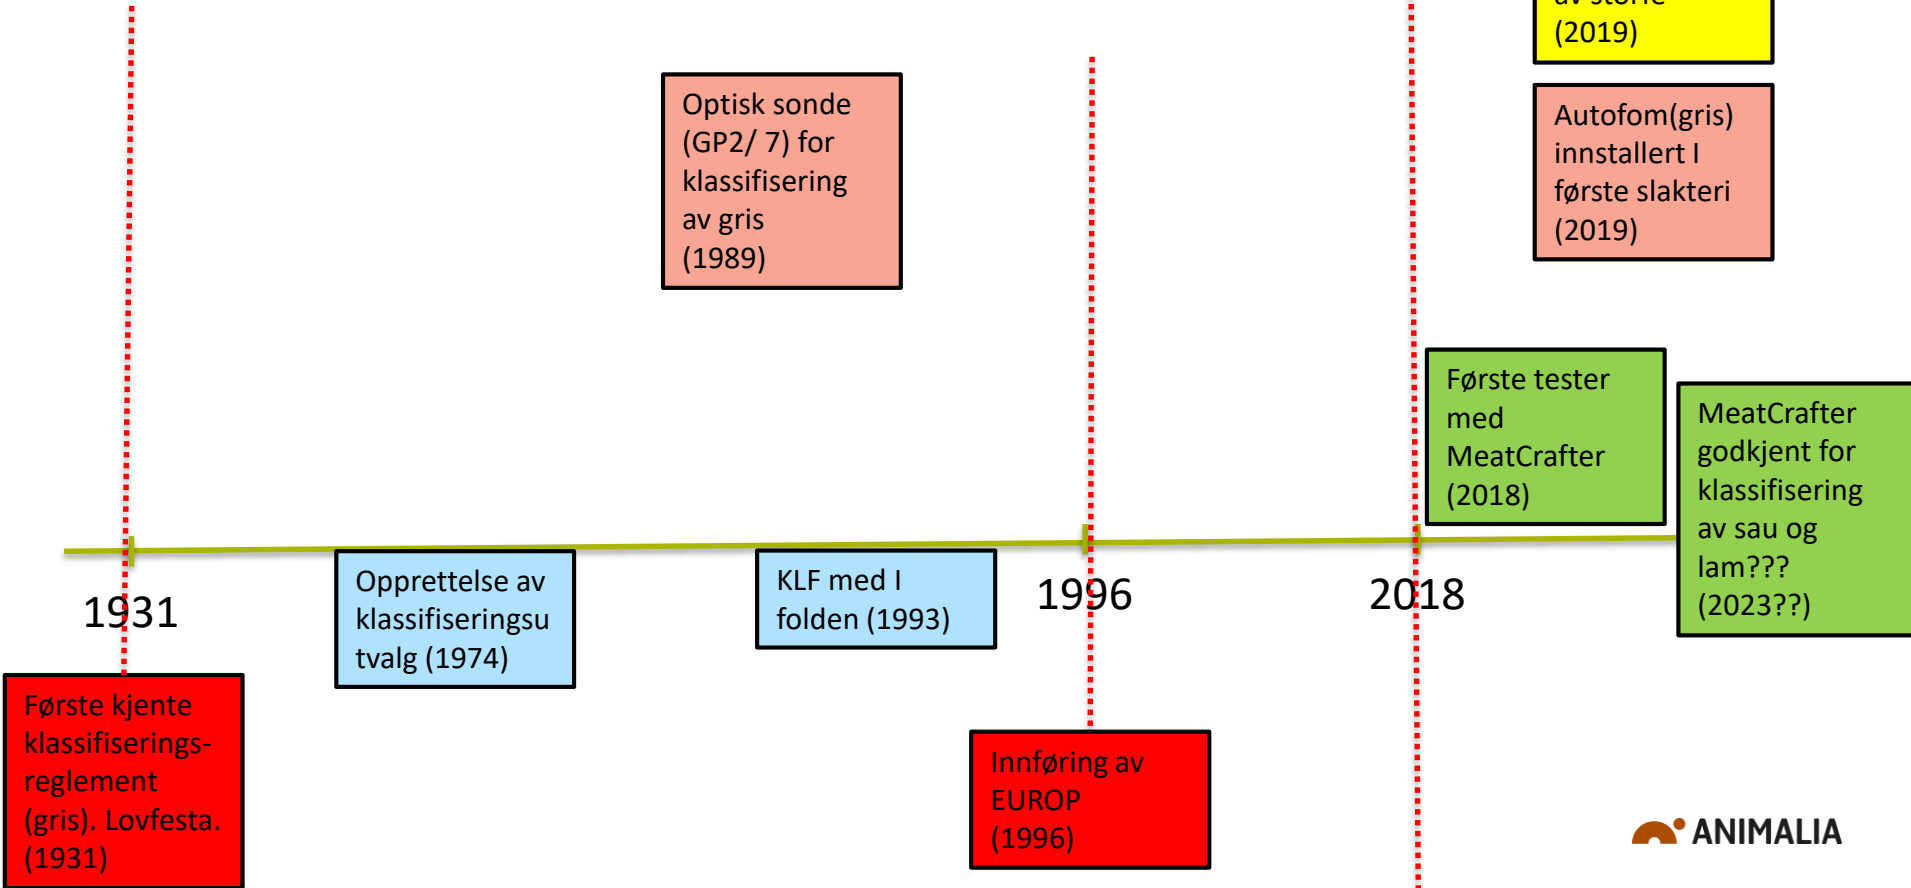 (2019)
Optisk sonde
(GP2/ 7) for
klassifisering
av gris
(1989)
Autofom(gris)
innstallert I
første slakteri
(2019)
Første tester
med
MeatCrafter
(2018)
MeatCrafter
godkjent for
klassifisering
av sau og
lam???
(2023??)
1931
Opprettelse av
klassifiseringsu
tvalg (1974)
KLF med I
folden (1993)
1996
2018
Første kjente
klassifiserings-
reglement
(gris). Lovfesta.
(1931)
Innføring av
EUROP
(1996)
ANIMALIA